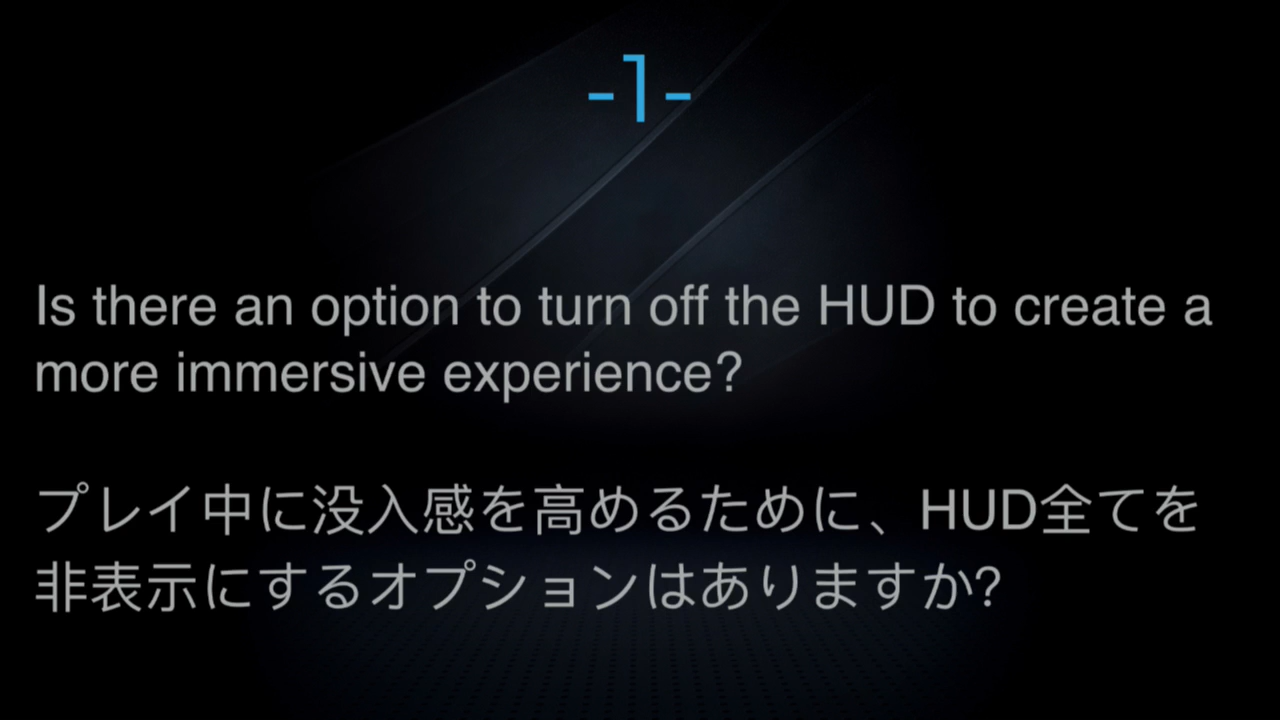 -1-
Is there an option to turn off the HUD to create a
more immersive experience?
プレイ中に没入感を高めるために、HUD全てを
非表示にするオプションはありますか?